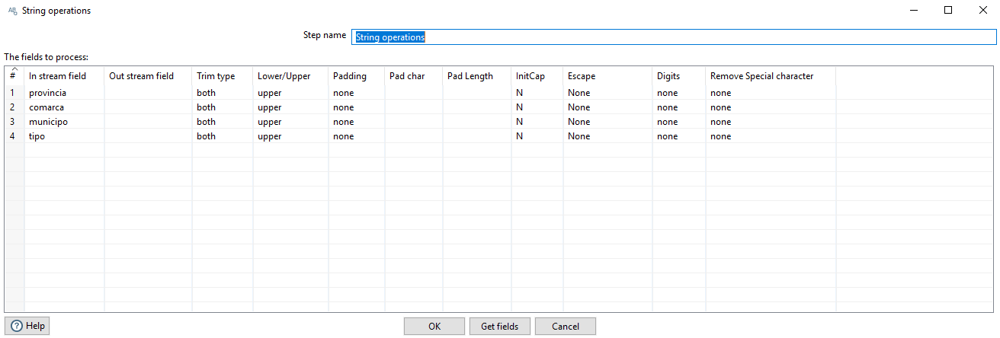 String operations
Step name String operations
The fields to process:
# In stream field Out stream field Trim type Lower/Upper Padding Pad char Pad Length InitCap Escape Digits Remove Special character
1 provincia both upper none N None none none
2 comarca both upper none N None none none
3 municipo both upper none N None none none
4 tipo both upper none N None none none
Help OK Get fields Cancel